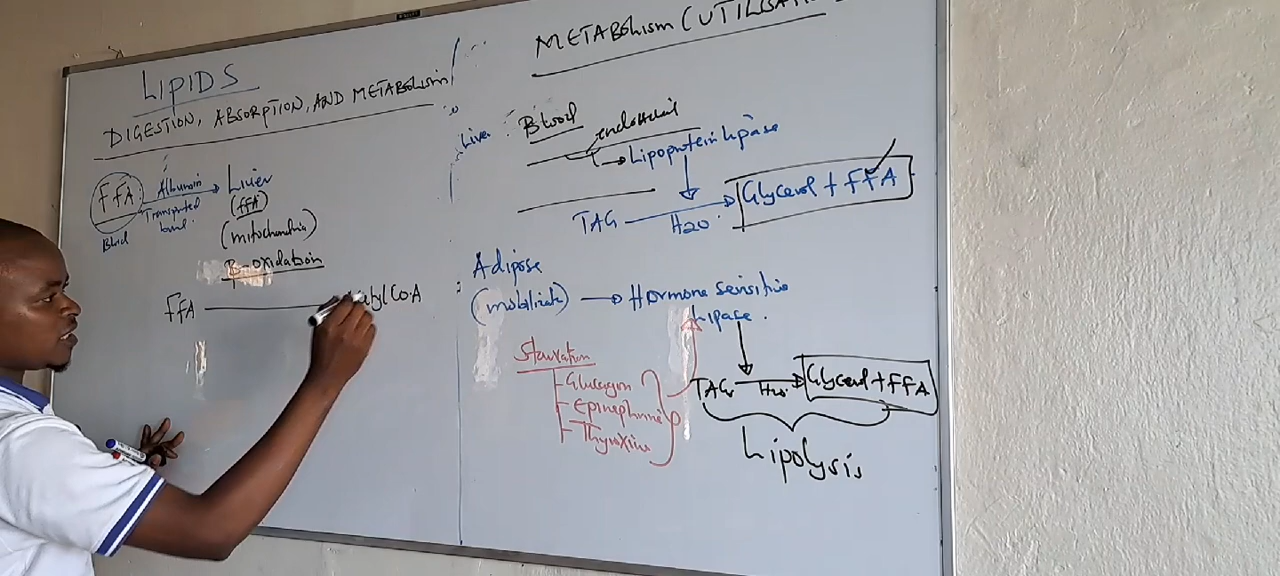 LIPIDS
DIGESTION, ABSORPTION, AND METABOLISM
FFA
Blood
Albumin
Transported
bound
Liver
(FFA)
(mitochondria)
β-oxidation
FFA
Acetyl CoA
METABOLISM (UTILISATI
Liver :
Blood
endothelial
Lipoprotein lipase
TAG
H2O
Glycerol + FFA
Adipose
(mobilize)
Hormone sensitive
Lipase
Starvation
Glucagon
Epinephrine
Thyroxine
TAG
H2O
Glycerol + FFA
Lipolysis